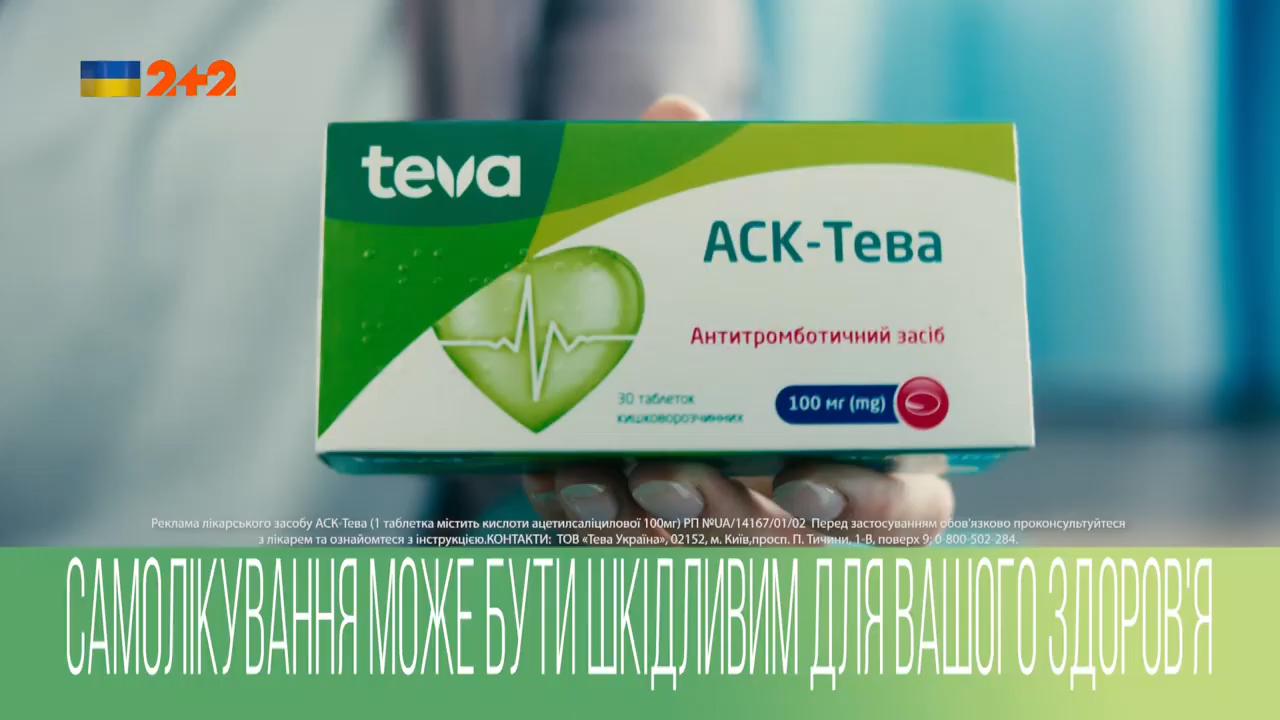 2+2
teva
АСК-Тева
Антитромботичний засіб
30 таблеток
кишковорозчинних
100 мг (mg)
Реклама лікарського засобу АСК-Тева (1 таблетка містить кислоти ацетилсаліцилової 100мг) РП №UA/14167/01/02 Перед застосуванням обов'язково проконсультуйтеся
з лікарем та ознайомтеся з інструкцією.КОНТАКТИ: ТОВ «Тева Україна», 02152, м. Київ,просп. П. Тичини, 1-В, поверх 9; 0-800-502-284.
САМОЛІКУВАННЯ МОЖЕ БУТИ ШКІДЛИВИМ ДЛЯ ВАШОГО ЗДОРОВ'Я